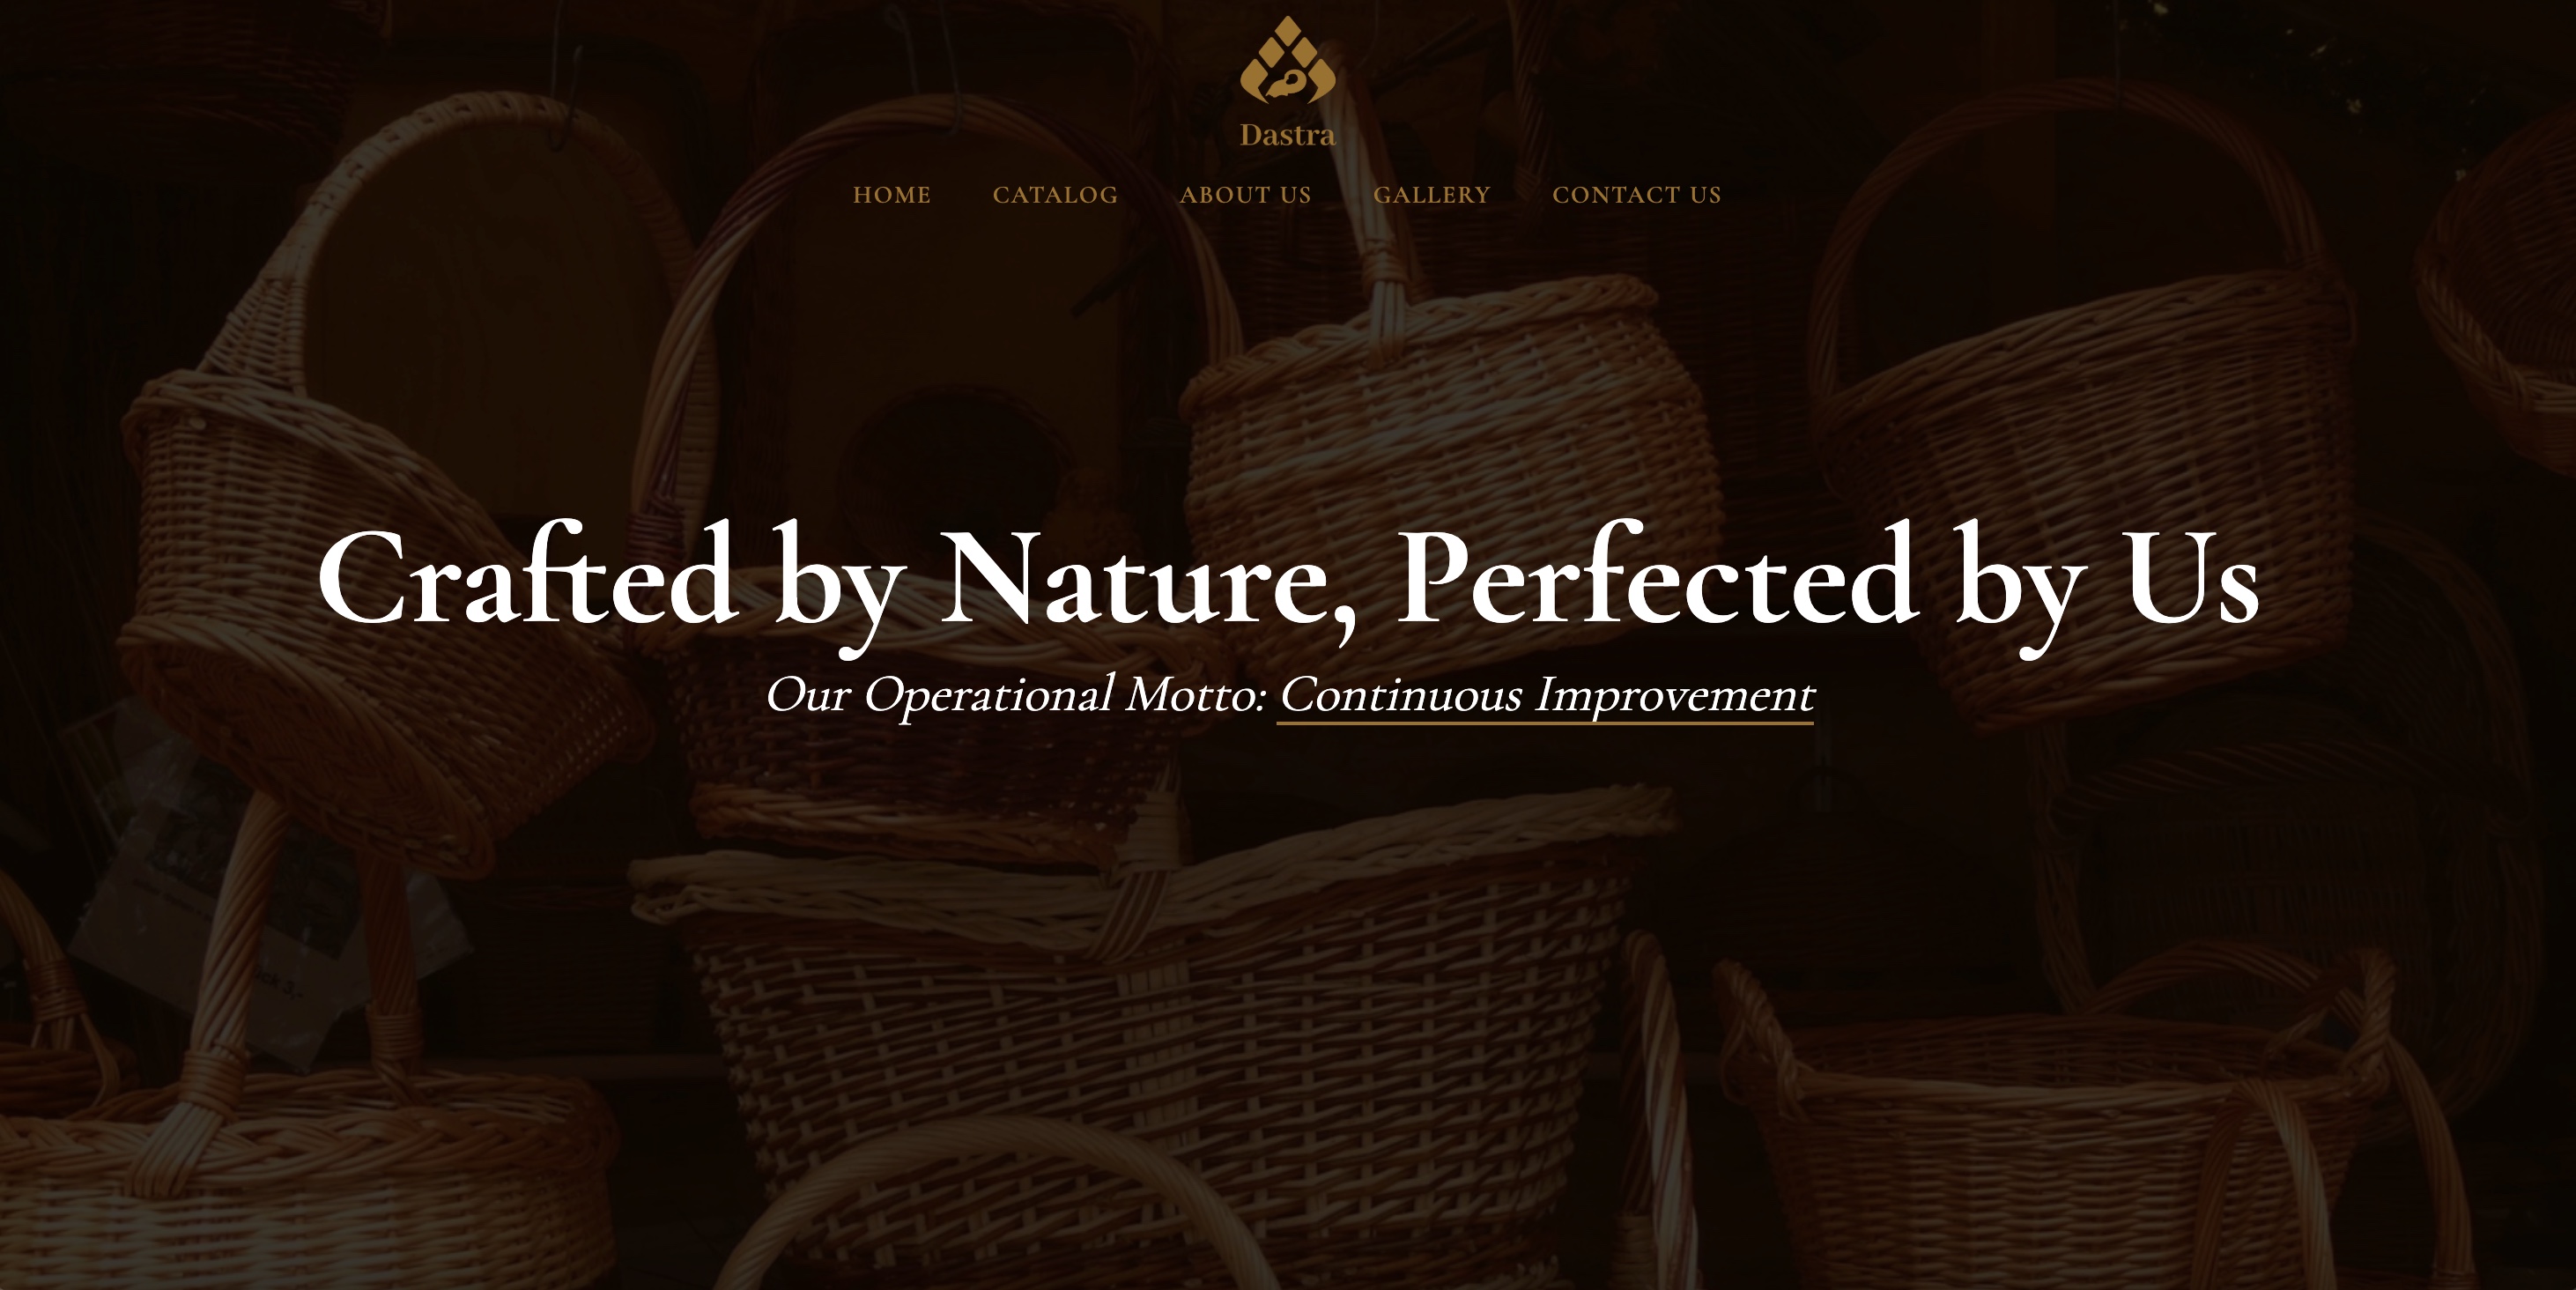 Dastra
HOME CATALOG ABOUT US GALLERY CONTACT US
Crafted by Nature, Perfected by Us
Our Operational Motto: Continuous Improvement